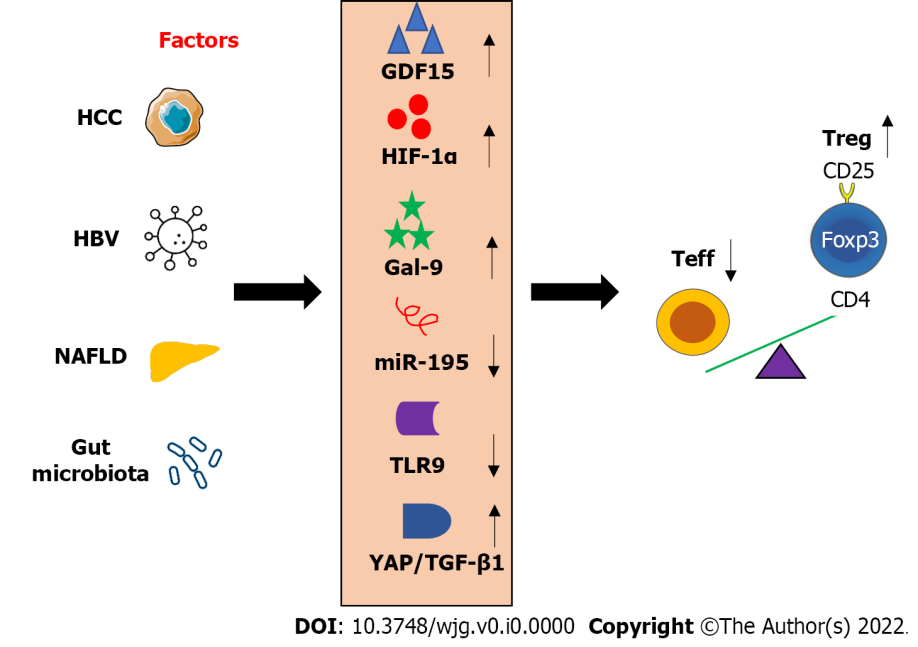 Factors
HCC
HBV
NAFLD
Gut
microbiota
GDF15
HIF-1α
Gal-9
miR-195
TLR9
YAP/TGF-β1
Treg
CD25
Foxp3
CD4
Teff
DOI: 10.3748/wjg.v0.i0.0000 Copyright ©The Author(s) 2022.